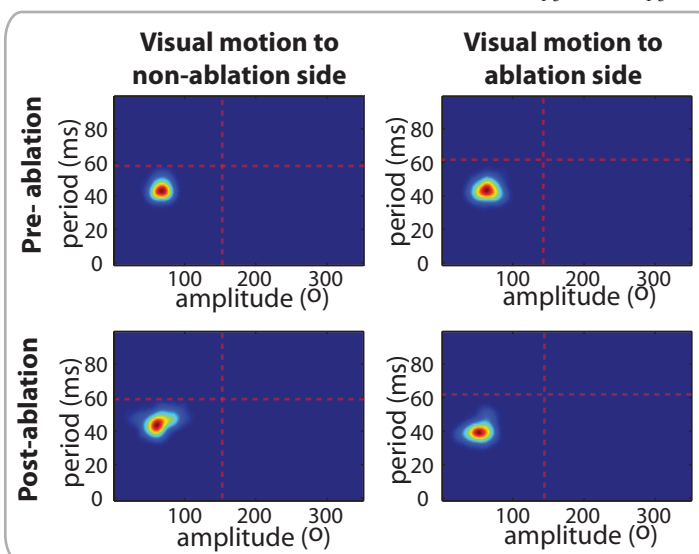 Visual motion to
non-ablation side
Visual motion to
ablation side
Pre- ablation
period (ms)
80
60
40
20
0
100
200
300
amplitude (O)
period (ms)
80
60
40
20
0
100
200
300
amplitude (O)
Post-ablation
period (ms)
80
60
40
20
0
100
200
300
amplitude (O)
period (ms)
80
60
40
20
0
100
200
300
amplitude (O)